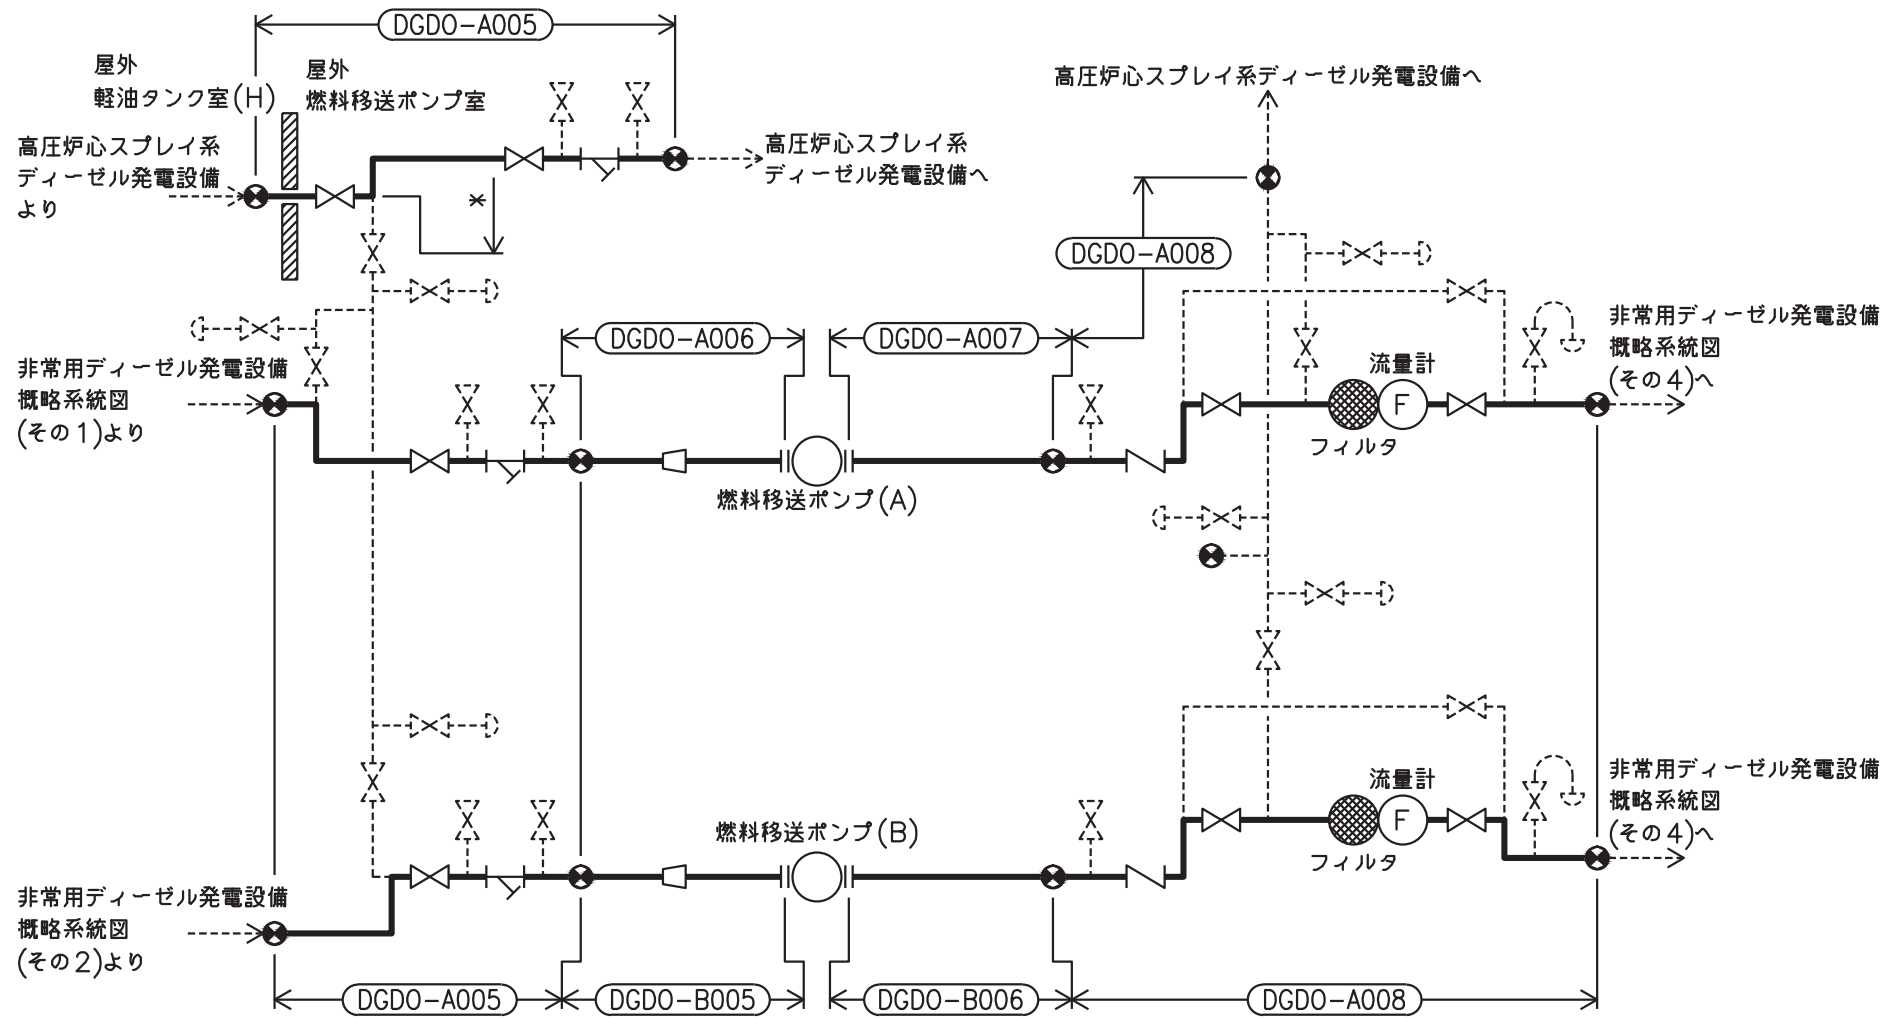 DGDO-A005
屋外
軽油タンク室(H)
屋外
燃料移送ポンプ室
高圧炉心スプレイ系
ディーゼル発電設備
より
高圧炉心スプレイ系
ディーゼル発電設備へ
*
高圧炉心スプレイ系ディーゼル発電設備へ
DGDO-A008
DGDO-A006
DGDO-A007
非常用ディーゼル発電設備
概略系統図
(その1)より
流量計
F
フィルタ
非常用ディーゼル発電設備
概略系統図
(その4)へ
燃料移送ポンプ(A)
燃料移送ポンプ(B)
流量計
F
フィルタ
非常用ディーゼル発電設備
概略系統図
(その4)へ
非常用ディーゼル発電設備
概略系統図
(その2)より
DGDO-A005
DGDO-B005
DGDO-B006
DGDO-A008